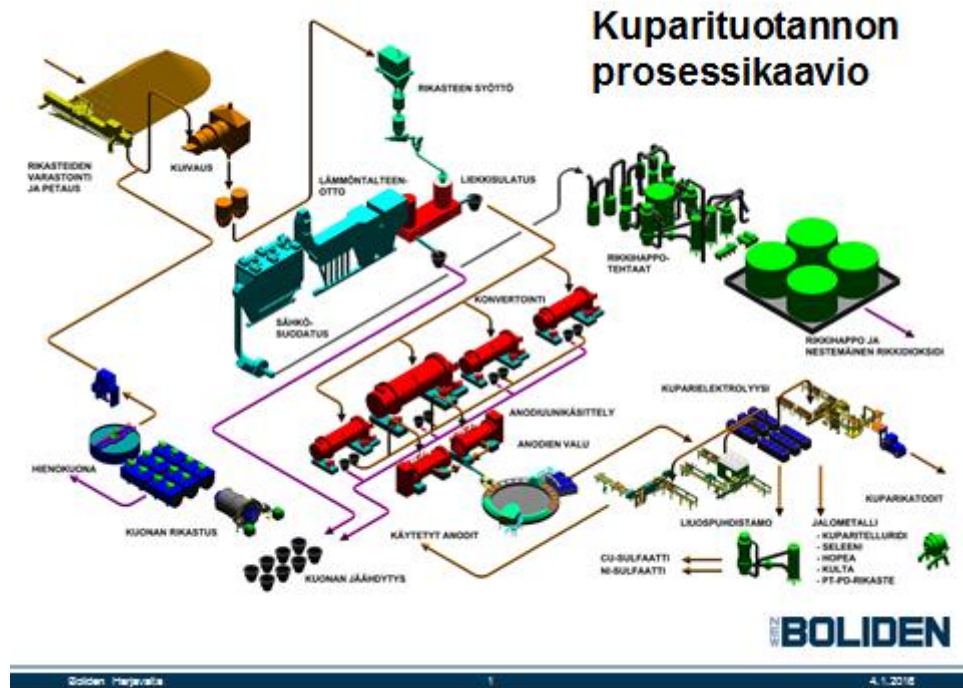 Kuparituotannon
prosessikaavio
RIKASTEEN SYÖTTÖ
RIKASTEIDEN
VARASTOINTI
JA PETAUS
KUIVAUS
LÄMMÖNTALTEEN-
OTTO
LIEKKISULATUS
RIKKIHAPPO-
TEHTAAT
SÄHKÖ-
SUODATUS
KONVERTOINTI
RIKKIHAPPO JA
NESTEMÄINEN RIKKIDIOKSIDI
KUPARIELEKTROLYYSI
ANODIUUNIKÄSITTELY
ANODIEN VALU
HIENOKUONA
KUPARIKATODIT
KUONAN RIKASTUS
KÄYTETYT ANODIT
LIUOSPUHDISTAMO
JALOMETALLI
- KUPARITELLURIDI
- SELEENI
- HOPEA
- KULTA
- PT-PD-RIKASTE
CU-SULFAATTI
NI-SULFAATTI
KUONAN JÄÄHDYTYS
NEW BOLIDEN
Boliden Harjavalta
1
4.1.2016